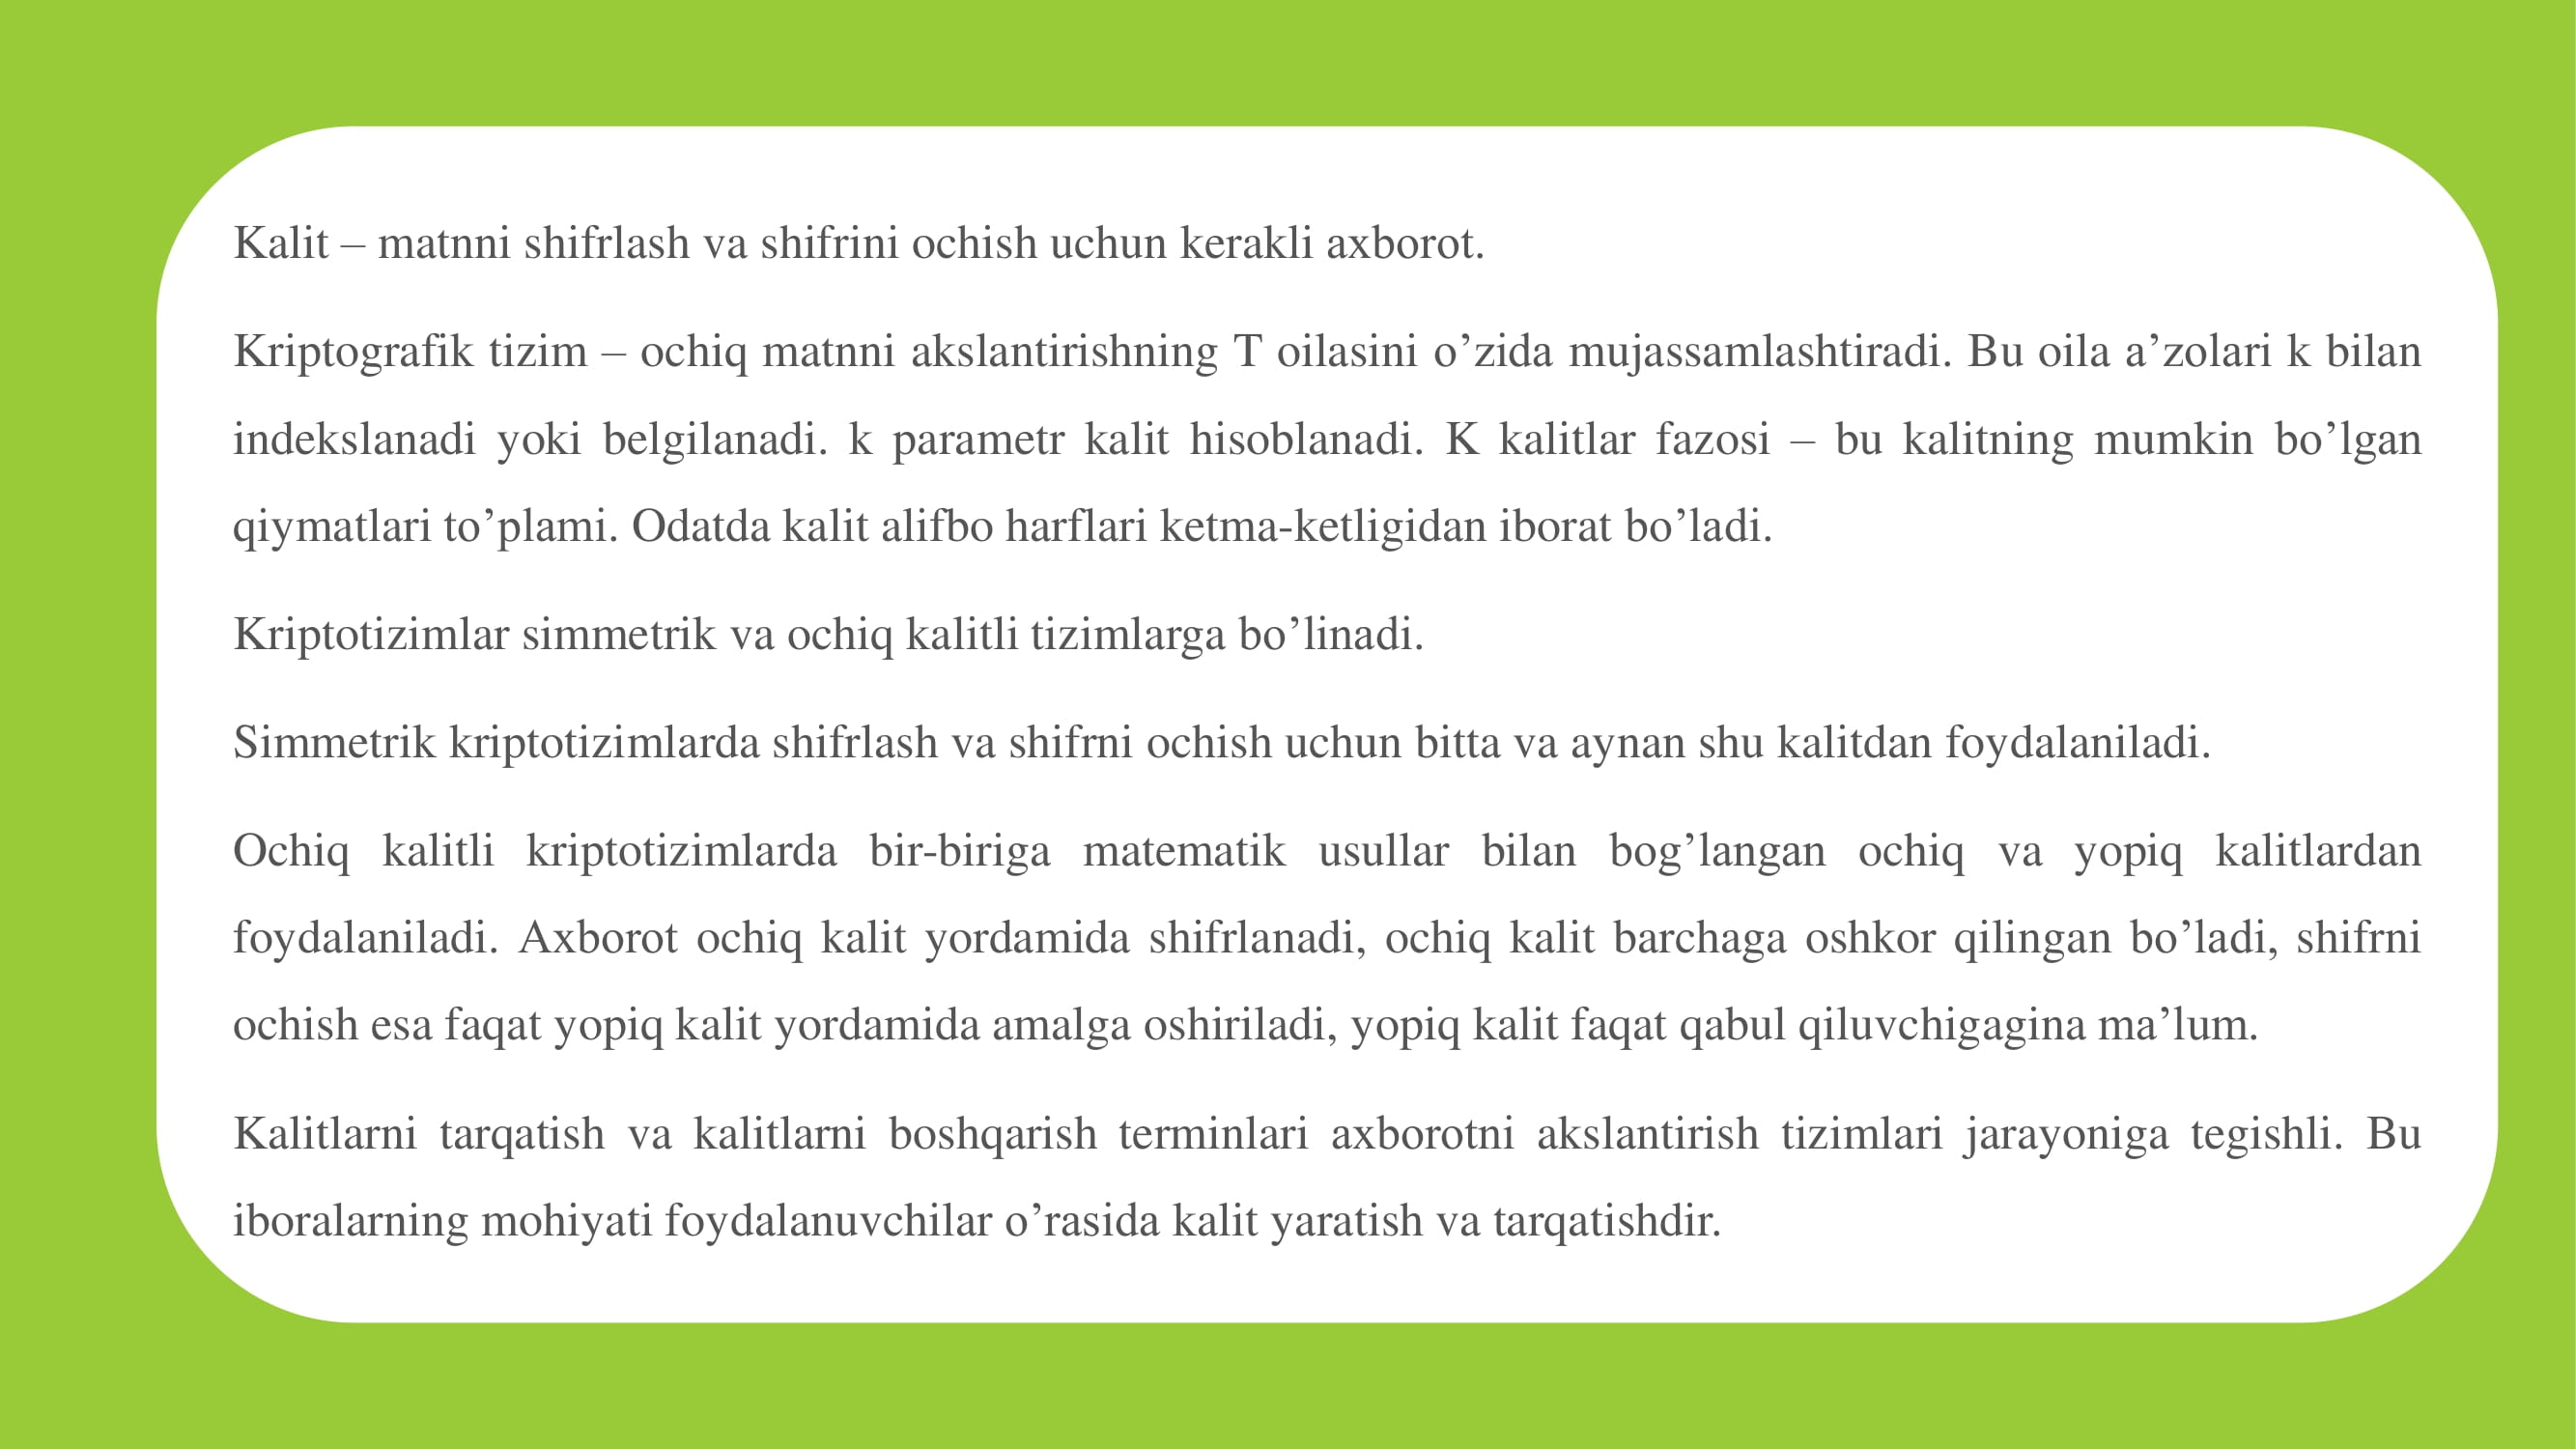 Kalit – matnni shifrlash va shifrini ochish uchun kerakli axborot.
Kriptografik tizim – ochiq matnni akslantirishning T oilasini o’zida mujassamlashtiradi. Bu oila a’zolari k bilan
indekslanadi yoki belgilanadi. k parametr kalit hisoblanadi. K kalitlar fazosi – bu kalitning mumkin bo’lgan
qiymatlari to’plami. Odatda kalit alifbo harflari ketma-ketligidan iborat bo’ladi.
Kriptotizimlar simmetrik va ochiq kalitli tizimlarga bo’linadi.
Simmetrik kriptotizimlarda shifrlash va shifrni ochish uchun bitta va aynan shu kalitdan foydalaniladi.
Ochiq kalitli kriptotizimlarda bir-biriga matematik usullar bilan bog’langan ochiq va yopiq kalitlardan
foydalaniladi. Axborot ochiq kalit yordamida shifrlanadi, ochiq kalit barchaga oshkor qilingan bo’ladi, shifrni
ochish esa faqat yopiq kalit yordamida amalga oshiriladi, yopiq kalit faqat qabul qiluvchigagina ma’lum.
Kalitlarni tarqatish va kalitlarni boshqarish terminlari axborotni akslantirish tizimlari jarayoniga tegishli. Bu
iboralarning mohiyati foydalanuvchilar o’rasida kalit yaratish va tarqatishdir.